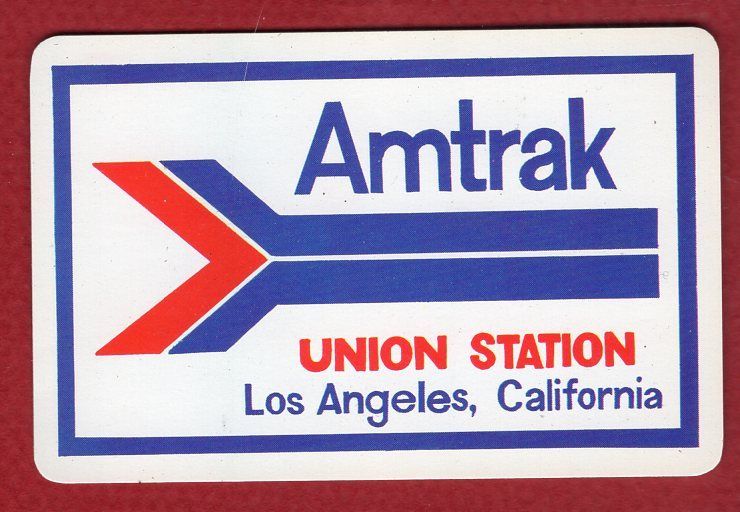 Amtrak
UNION STATION
Los Angeles, California